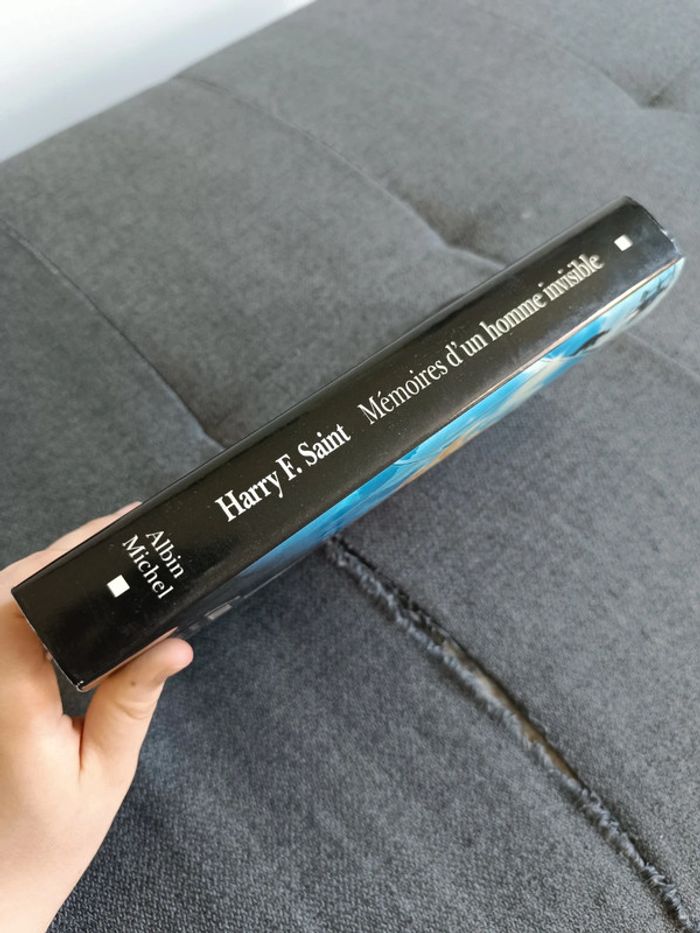 Albin
Michel
Harry F. Saint Mémoires d'un homme invisible